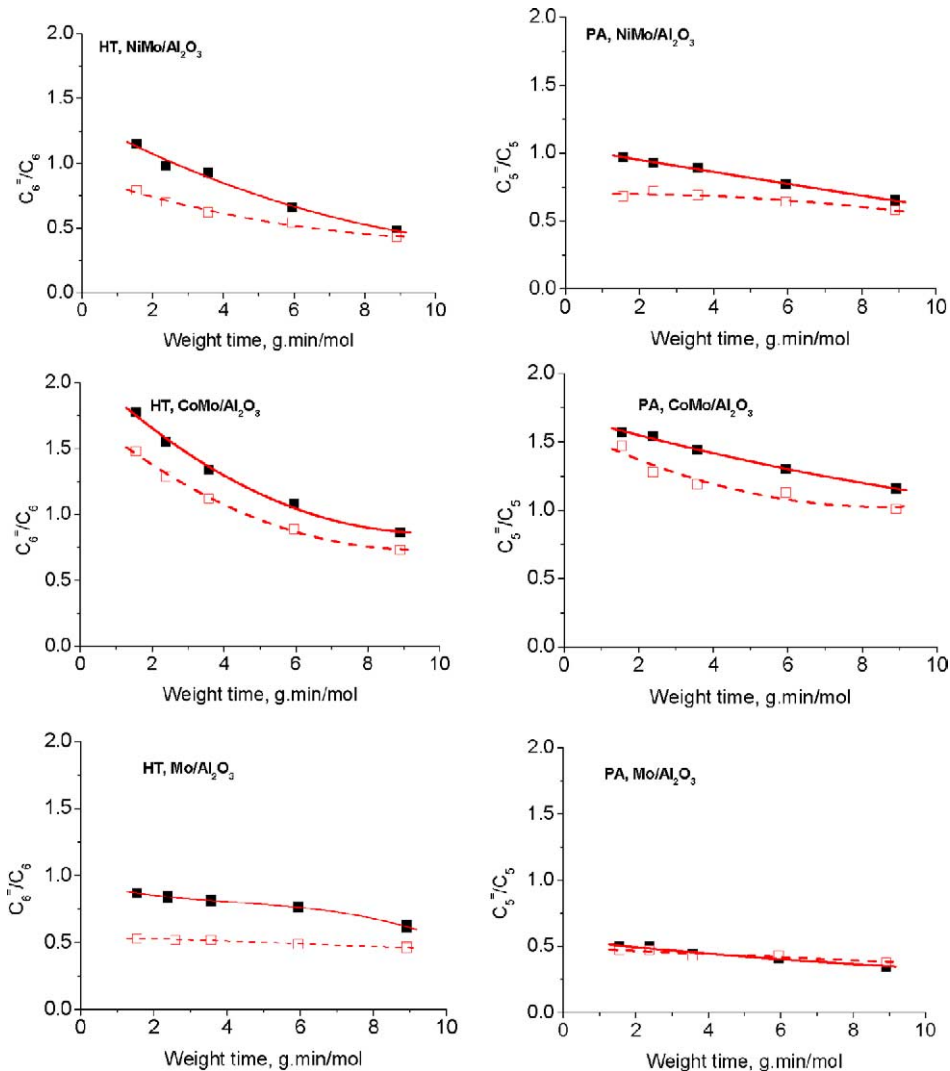 HT, NiMo/Al₂O₃
2.0
1.5
1.0
0.5
0.0
C₆⁼/C₆
0 2 4 6 8 10
Weight time, g.min/mol
PA, NiMo/Al₂O₃
2.0
1.5
1.0
0.5
0.0
C₅⁼/C₅
0 2 4 6 8 10
Weight time, g.min/mol
HT, CoMo/Al₂O₃
2.0
1.5
1.0
0.5
0.0
C₆⁼/C₆
0 2 4 6 8 10
Weight time, g.min/mol
PA, CoMo/Al₂O₃
2.0
1.5
1.0
0.5
0.0
C₅⁼/C₅
0 2 4 6 8 10
Weight time, g.min/mol
HT, Mo/Al₂O₃
2.0
1.5
1.0
0.5
0.0
C₆⁼/C₆
0 2 4 6 8 10
Weight time, g.min/mol
PA, Mo/Al₂O₃
2.0
1.5
1.0
0.5
0.0
C₅⁼/C₅
0 2 4 6 8 10
Weight time, g.min/mol